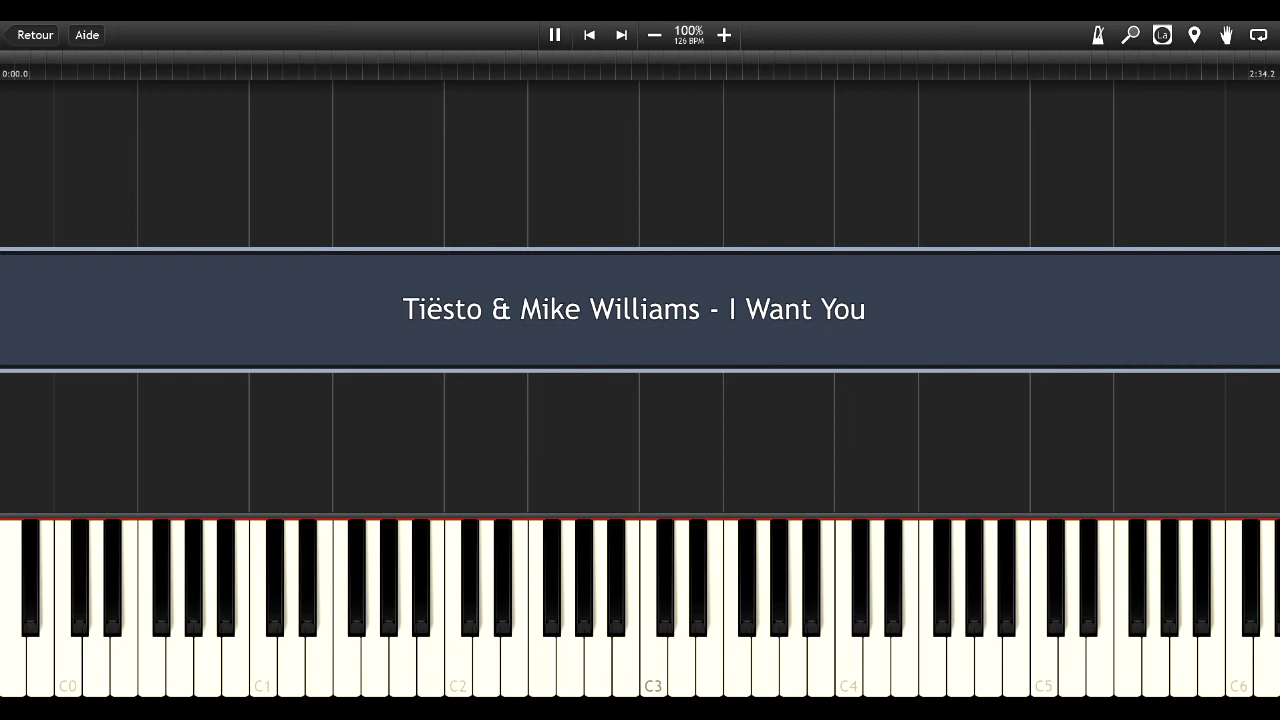 Retour
Aide
100%
126 BPM
La
0:00.0
2:34.2
Tiësto & Mike Williams - I Want You
C0
C1
C2
C3
C4
C5
C6